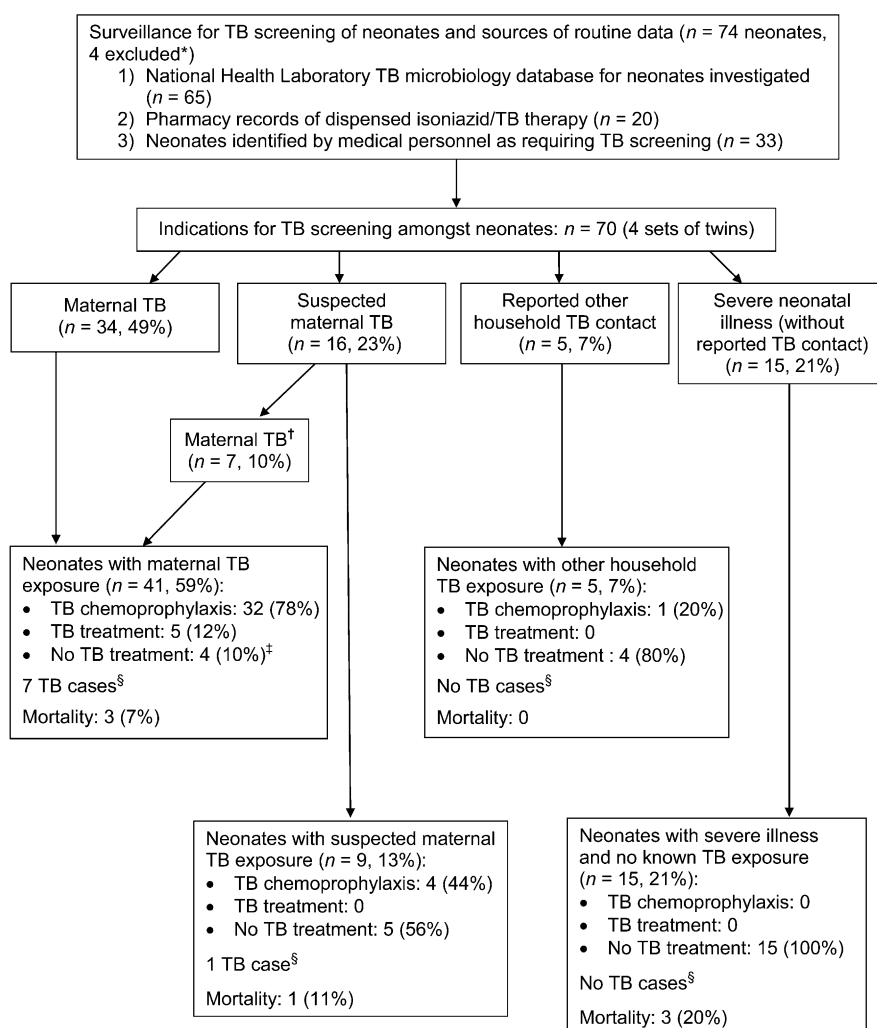 Surveillance for TB screening of neonates and sources of routine data (n = 74 neonates,
4 excluded*)
1) National Health Laboratory TB microbiology database for neonates investigated
(n = 65)
2) Pharmacy records of dispensed isoniazid/TB therapy (n = 20)
3) Neonates identified by medical personnel as requiring TB screening (n = 33)
Indications for TB screening amongst neonates: n = 70 (4 sets of twins)
Maternal TB
(n = 34, 49%)
Suspected
maternal TB
(n = 16, 23%)
Reported other
household TB contact
(n = 5, 7%)
Severe neonatal
illness (without
reported TB contact)
(n = 15, 21%)
Maternal TB†
(n = 7, 10%)
Neonates with maternal TB
exposure (n = 41, 59%):
• TB chemoprophylaxis: 32 (78%)
• TB treatment: 5 (12%)
• No TB treatment: 4 (10%)‡
7 TB cases§
Mortality: 3 (7%)
Neonates with other household
TB exposure (n = 5, 7%):
• TB chemoprophylaxis: 1 (20%)
• TB treatment: 0
• No TB treatment : 4 (80%)
No TB cases§
Mortality: 0
Neonates with suspected maternal
TB exposure (n = 9, 13%):
• TB chemoprophylaxis: 4 (44%)
• TB treatment: 0
• No TB treatment: 5 (56%)
1 TB case§
Mortality: 1 (11%)
Neonates with severe illness
and no known TB exposure
(n = 15, 21%):
• TB chemoprophylaxis: 0
• TB treatment: 0
• No TB treatment: 15 (100%)
No TB cases§
Mortality: 3 (20%)